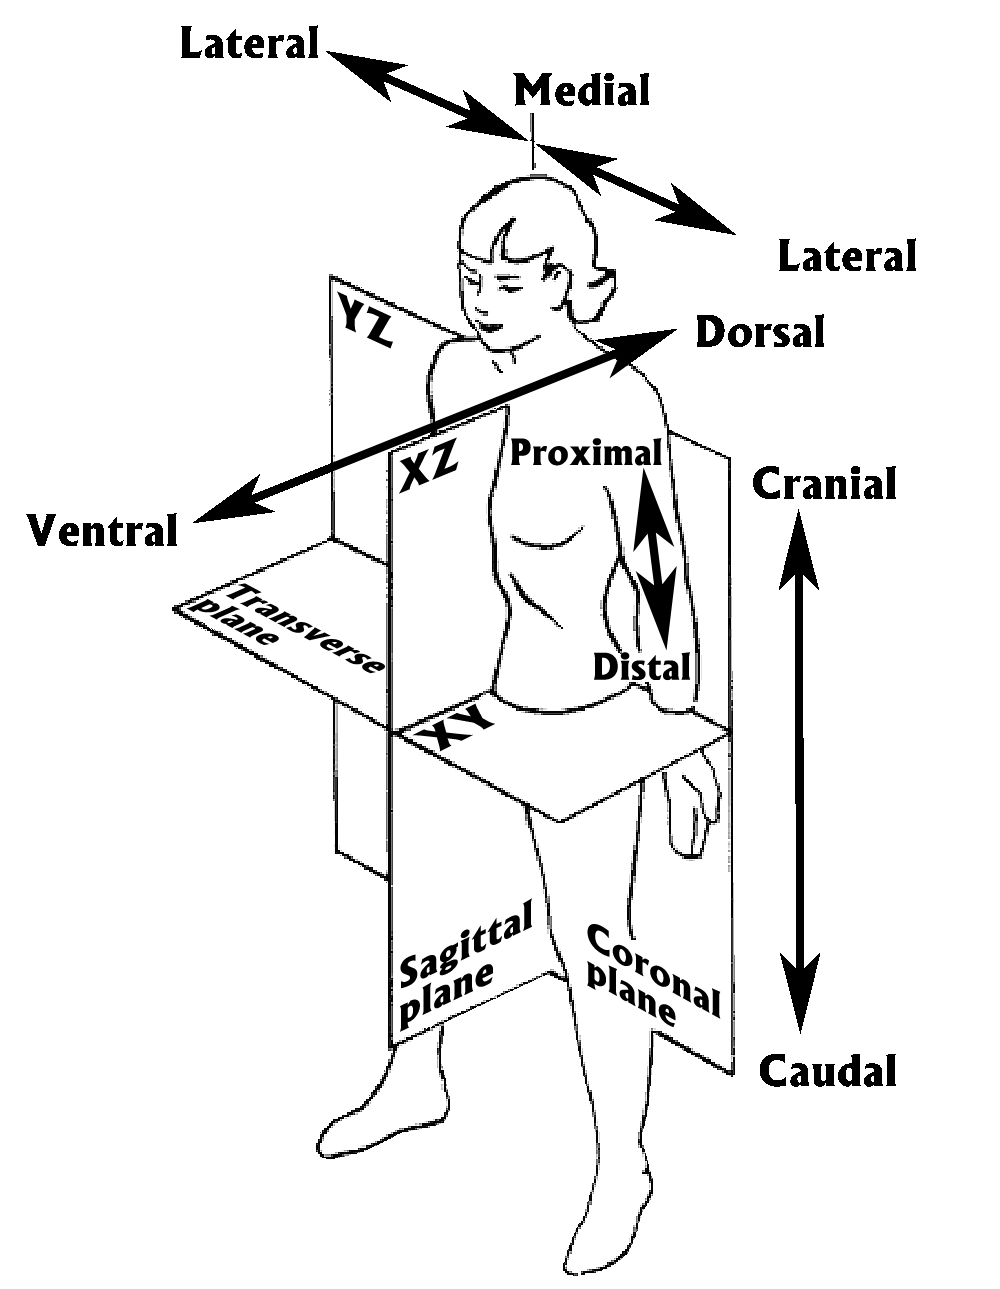 Lateral
Medial
Lateral
YZ
Dorsal
XZ
Proximal
Cranial
Ventral
Transverse
plane
Distal
XY
Sagittal
plane
Coronal
plane
Caudal